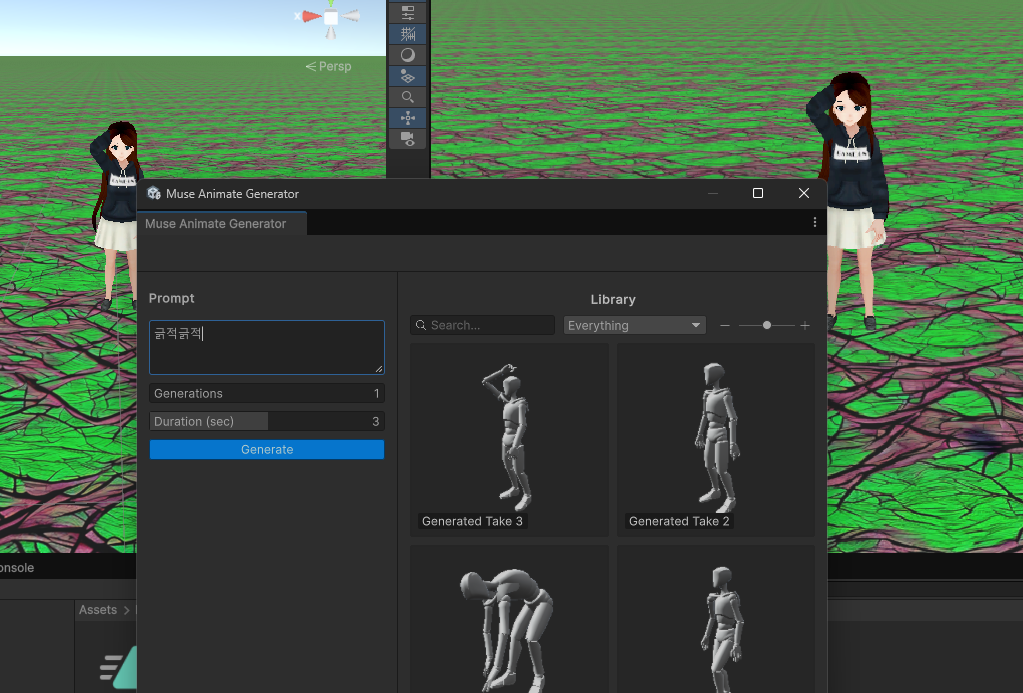 X
Persp
Muse Animate Generator
Muse Animate Generator
Prompt
긁적긁적
Generations 1
Duration (sec) 3
Generate
Library
Search...
Everything
Generated Take 3
Generated Take 2
onsole
Assets